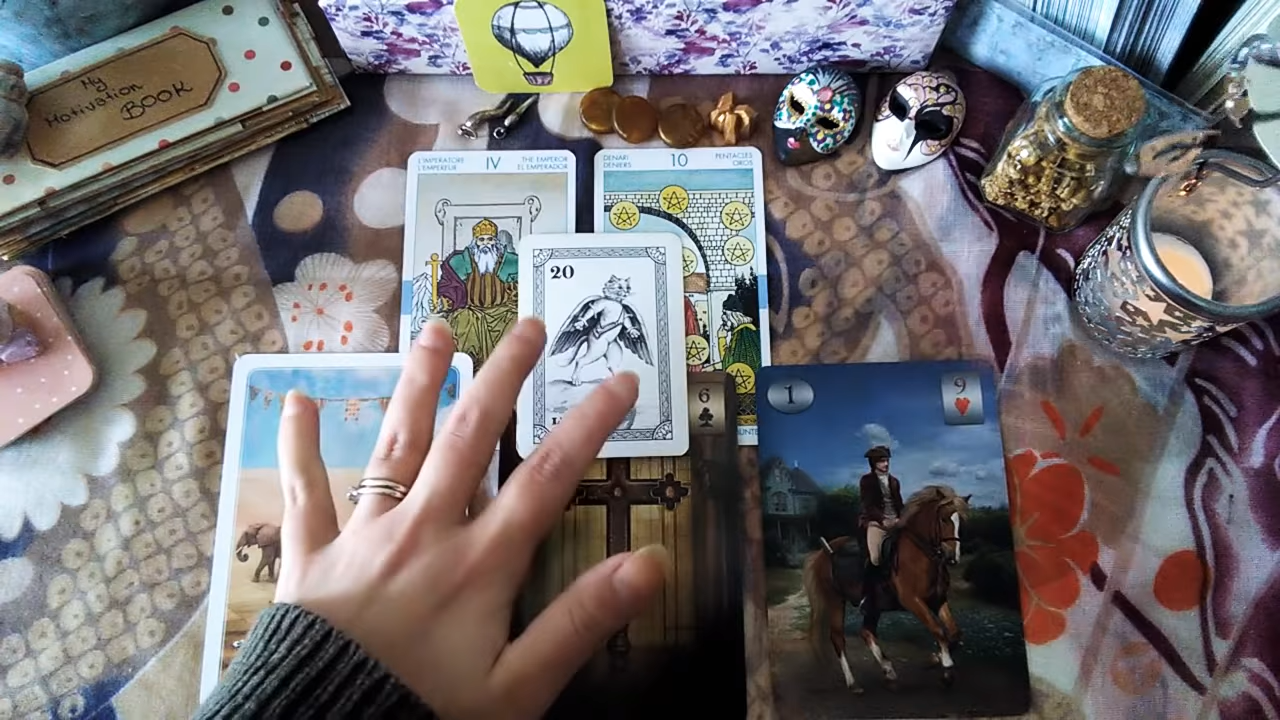 My
Motivation
BOOK
L'IMPERATORE
L'EMPEREUR
IV
THE EMPEROR
EL EMPERADOR
DENARI
DENIERS
10
PENTACLES
OROS
20
6
1
9